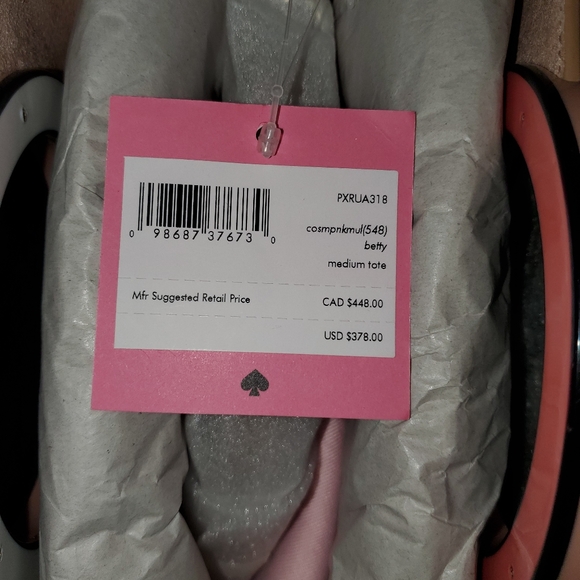 PXRUA318
0 98687 37673 0
cosmpnkmul(548)
betty
medium tote
Mfr Suggested Retail Price CAD $448.00
USD $378.00